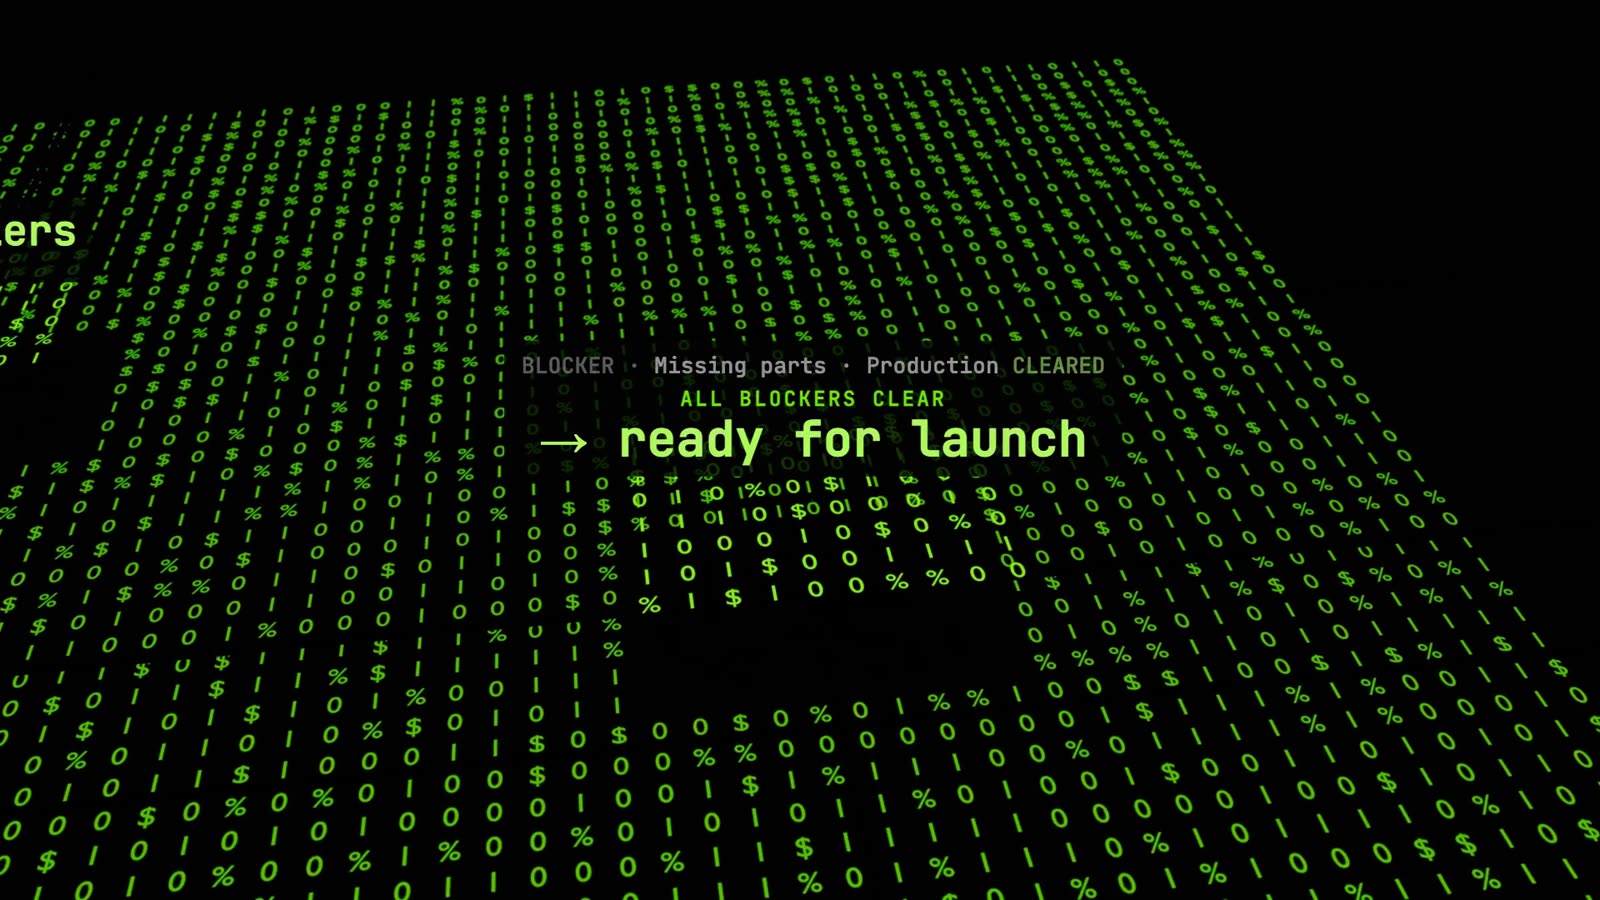 ers
BLOCKER · Missing parts · Production CLEARED
ALL BLOCKERS CLEAR
→ ready for launch